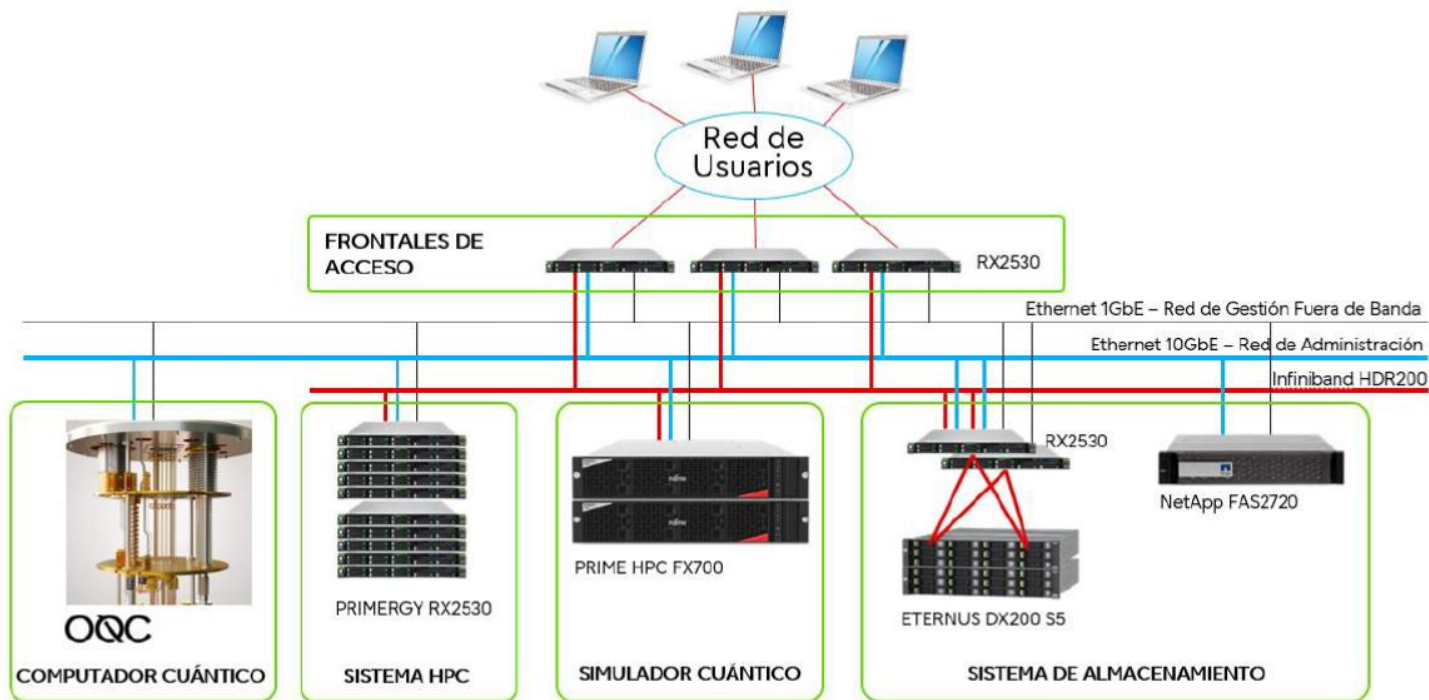 Red de
Usuarios
FRONTALES DE
ACCESO
RX2530
Ethernet 1GbE – Red de Gestión Fuera de Banda
Ethernet 10GbE – Red de Administración
Infiniband HDR200
RX2530
NetApp FAS2720
PRIME HPC FX700
PRIMERGY RX2530
ETERNUS DX200 S5
OQC
COMPUTADOR CUÁNTICO
SISTEMA HPC
SIMULADOR CUÁNTICO
SISTEMA DE ALMACENAMIENTO